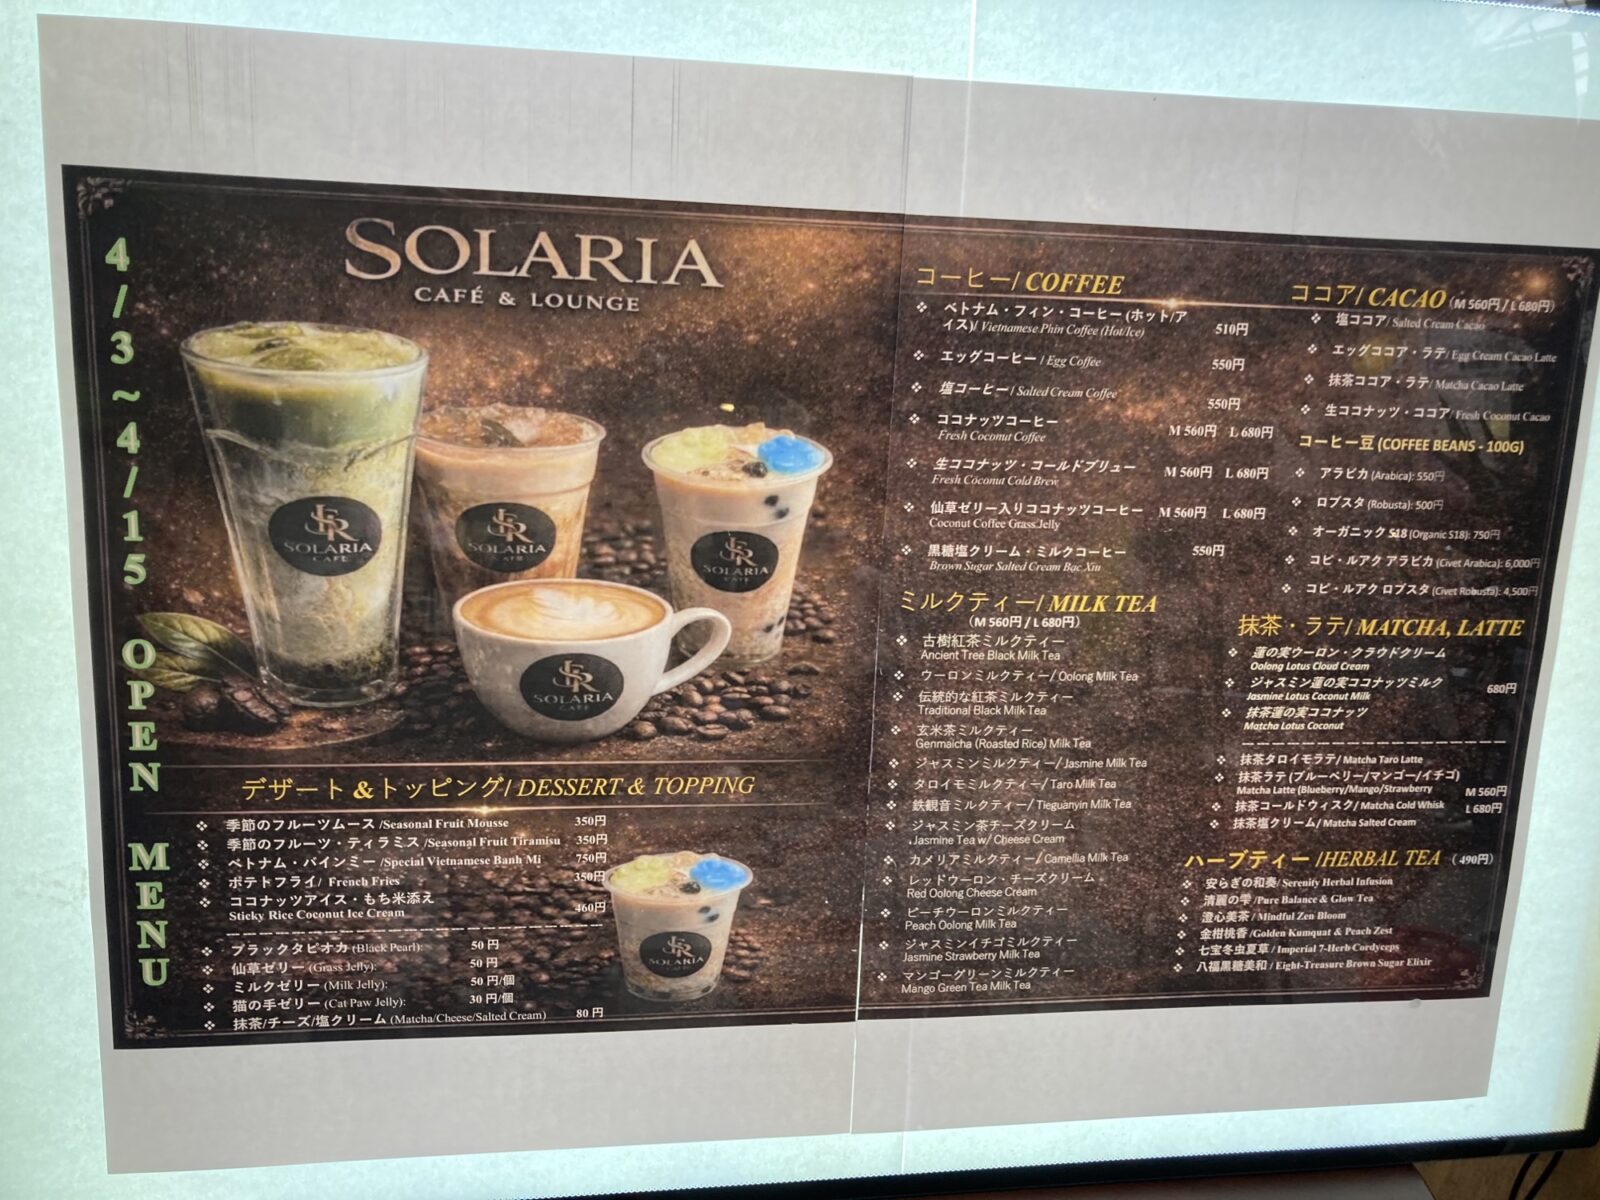 4/3~4/15 OPEN MENU
SOLARIA
CAFÉ & LOUNGE
SOLARIA
CAFE
SOLARIA
CAFE
SOLARIA
CAFE
SOLARIA
CAFE
デザート &トッピング/ DESSERT & TOPPING
季節のフルーツムース /Seasonal Fruit Mousse 350円
季節のフルーツ・ティラミス /Seasonal Fruit Tiramisu 350円
ベトナム・バインミー /Special Vietnamese Banh Mi 750円
ポテトフライ/ French Fries 350円
ココナッツアイス・もち米添え
Sticky Rice Coconut Ice Cream 460円
ブラックタピオカ (Black Pearl): 50 円
仙草ゼリー (Grass Jelly): 50 円
ミルクゼリー (Milk Jelly): 50 円/個
猫の手ゼリー (Cat Paw Jelly): 30 円/個
抹茶/チーズ/塩クリーム (Matcha/Cheese/Salted Cream) 80 円
SOLARIA
CAFE
コーヒー/ COFFEE
ベトナム・フィン・コーヒー (ホット/ア
イス)/ Vietnamese Phin Coffee (Hot/Ice) 510円
エッグコーヒー / Egg Coffee 550円
塩コーヒー/ Salted Cream Coffee 550円
ココナッツコーヒー
Fresh Coconut Coffee M 560円 L 680円
生ココナッツ・コールドブリュー
Fresh Coconut Cold Brew M 560円 L 680円
仙草ゼリー入りココナッツコーヒー
Coconut Coffee Grass Jelly M 560円 L 680円
黒糖塩クリーム・ミルクコーヒー
Brown Sugar Salted Cream Bac Xiu 550円
ミルクティー/ MILK TEA
(M 560円 / L 680円)
古樹紅茶ミルクティー
Ancient Tree Black Milk Tea
ウーロンミルクティー/ Oolong Milk Tea
伝統的な紅茶ミルクティー
Traditional Black Milk Tea
玄米茶ミルクティー
Genmaicha (Roasted Rice) Milk Tea
ジャスミンミルクティー/ Jasmine Milk Tea
タロイモミルクティー/ Taro Milk Tea
鉄観音ミルクティー/ Tieguanyin Milk Tea
ジャスミン茶チーズクリーム
Jasmine Tea w/ Cheese Cream
カメリアミルクティー/ Camellia Milk Tea
レッドウーロン・チーズクリーム
Red Oolong Cheese Cream
ピーチウーロンミルクティー
Peach Oolong Milk Tea
ジャスミンイチゴミルクティー
Jasmine Strawberry Milk Tea
マンゴーグリーンミルクティー
Mango Green Tea Milk Tea
ココア/ CACAO (M 560円 / L 680円)
塩ココア/ Salted Cream Cacao
エッグココア・ラテ/ Egg Cream Cacao Latte
抹茶ココア・ラテ/ Matcha Cacao Latte
生ココナッツ・ココア/ Fresh Coconut Cacao
コーヒー豆 (COFFEE BEANS - 100G)
アラビカ (Arabica): 550円
ロブスタ (Robusta): 500円
オーガニック S18 (Organic S18): 750円
コピ・ルアク アラビカ (Civet Arabica): 6,000円
コピ・ルアク ロブスタ (Civet Robusta): 4,500円
抹茶・ラテ/ MATCHA, LATTE
蓮の実ウーロン・クラウドクリーム
Oolong Lotus Cloud Cream
ジャスミン蓮の実ココナッツミルク 680円
Jasmine Lotus Coconut Milk
抹茶蓮の実ココナッツ
Matcha Lotus Coconut
抹茶タロイモラテ/ Matcha Taro Latte
抹茶ラテ (ブルーベリー/マンゴー/イチゴ)
Matcha Latte (Blueberry/Mango/Strawberry M 560円
抹茶コールドウィスク/ Matcha Cold Whisk L 680円
抹茶塩クリーム/ Matcha Salted Cream
ハーブティー /HERBAL TEA (490円)
安らぎの和奏/ Serenity Herbal Infusion
清麗の雫 /Pure Balance & Glow Tea
澄心美茶 / Mindful Zen Bloom
金柑桃香 /Golden Kumquat & Peach Zest
七宝冬虫夏草 / Imperial 7-Herb Cordyceps
八福黒糖美和 / Eight-Treasure Brown Sugar Elixir